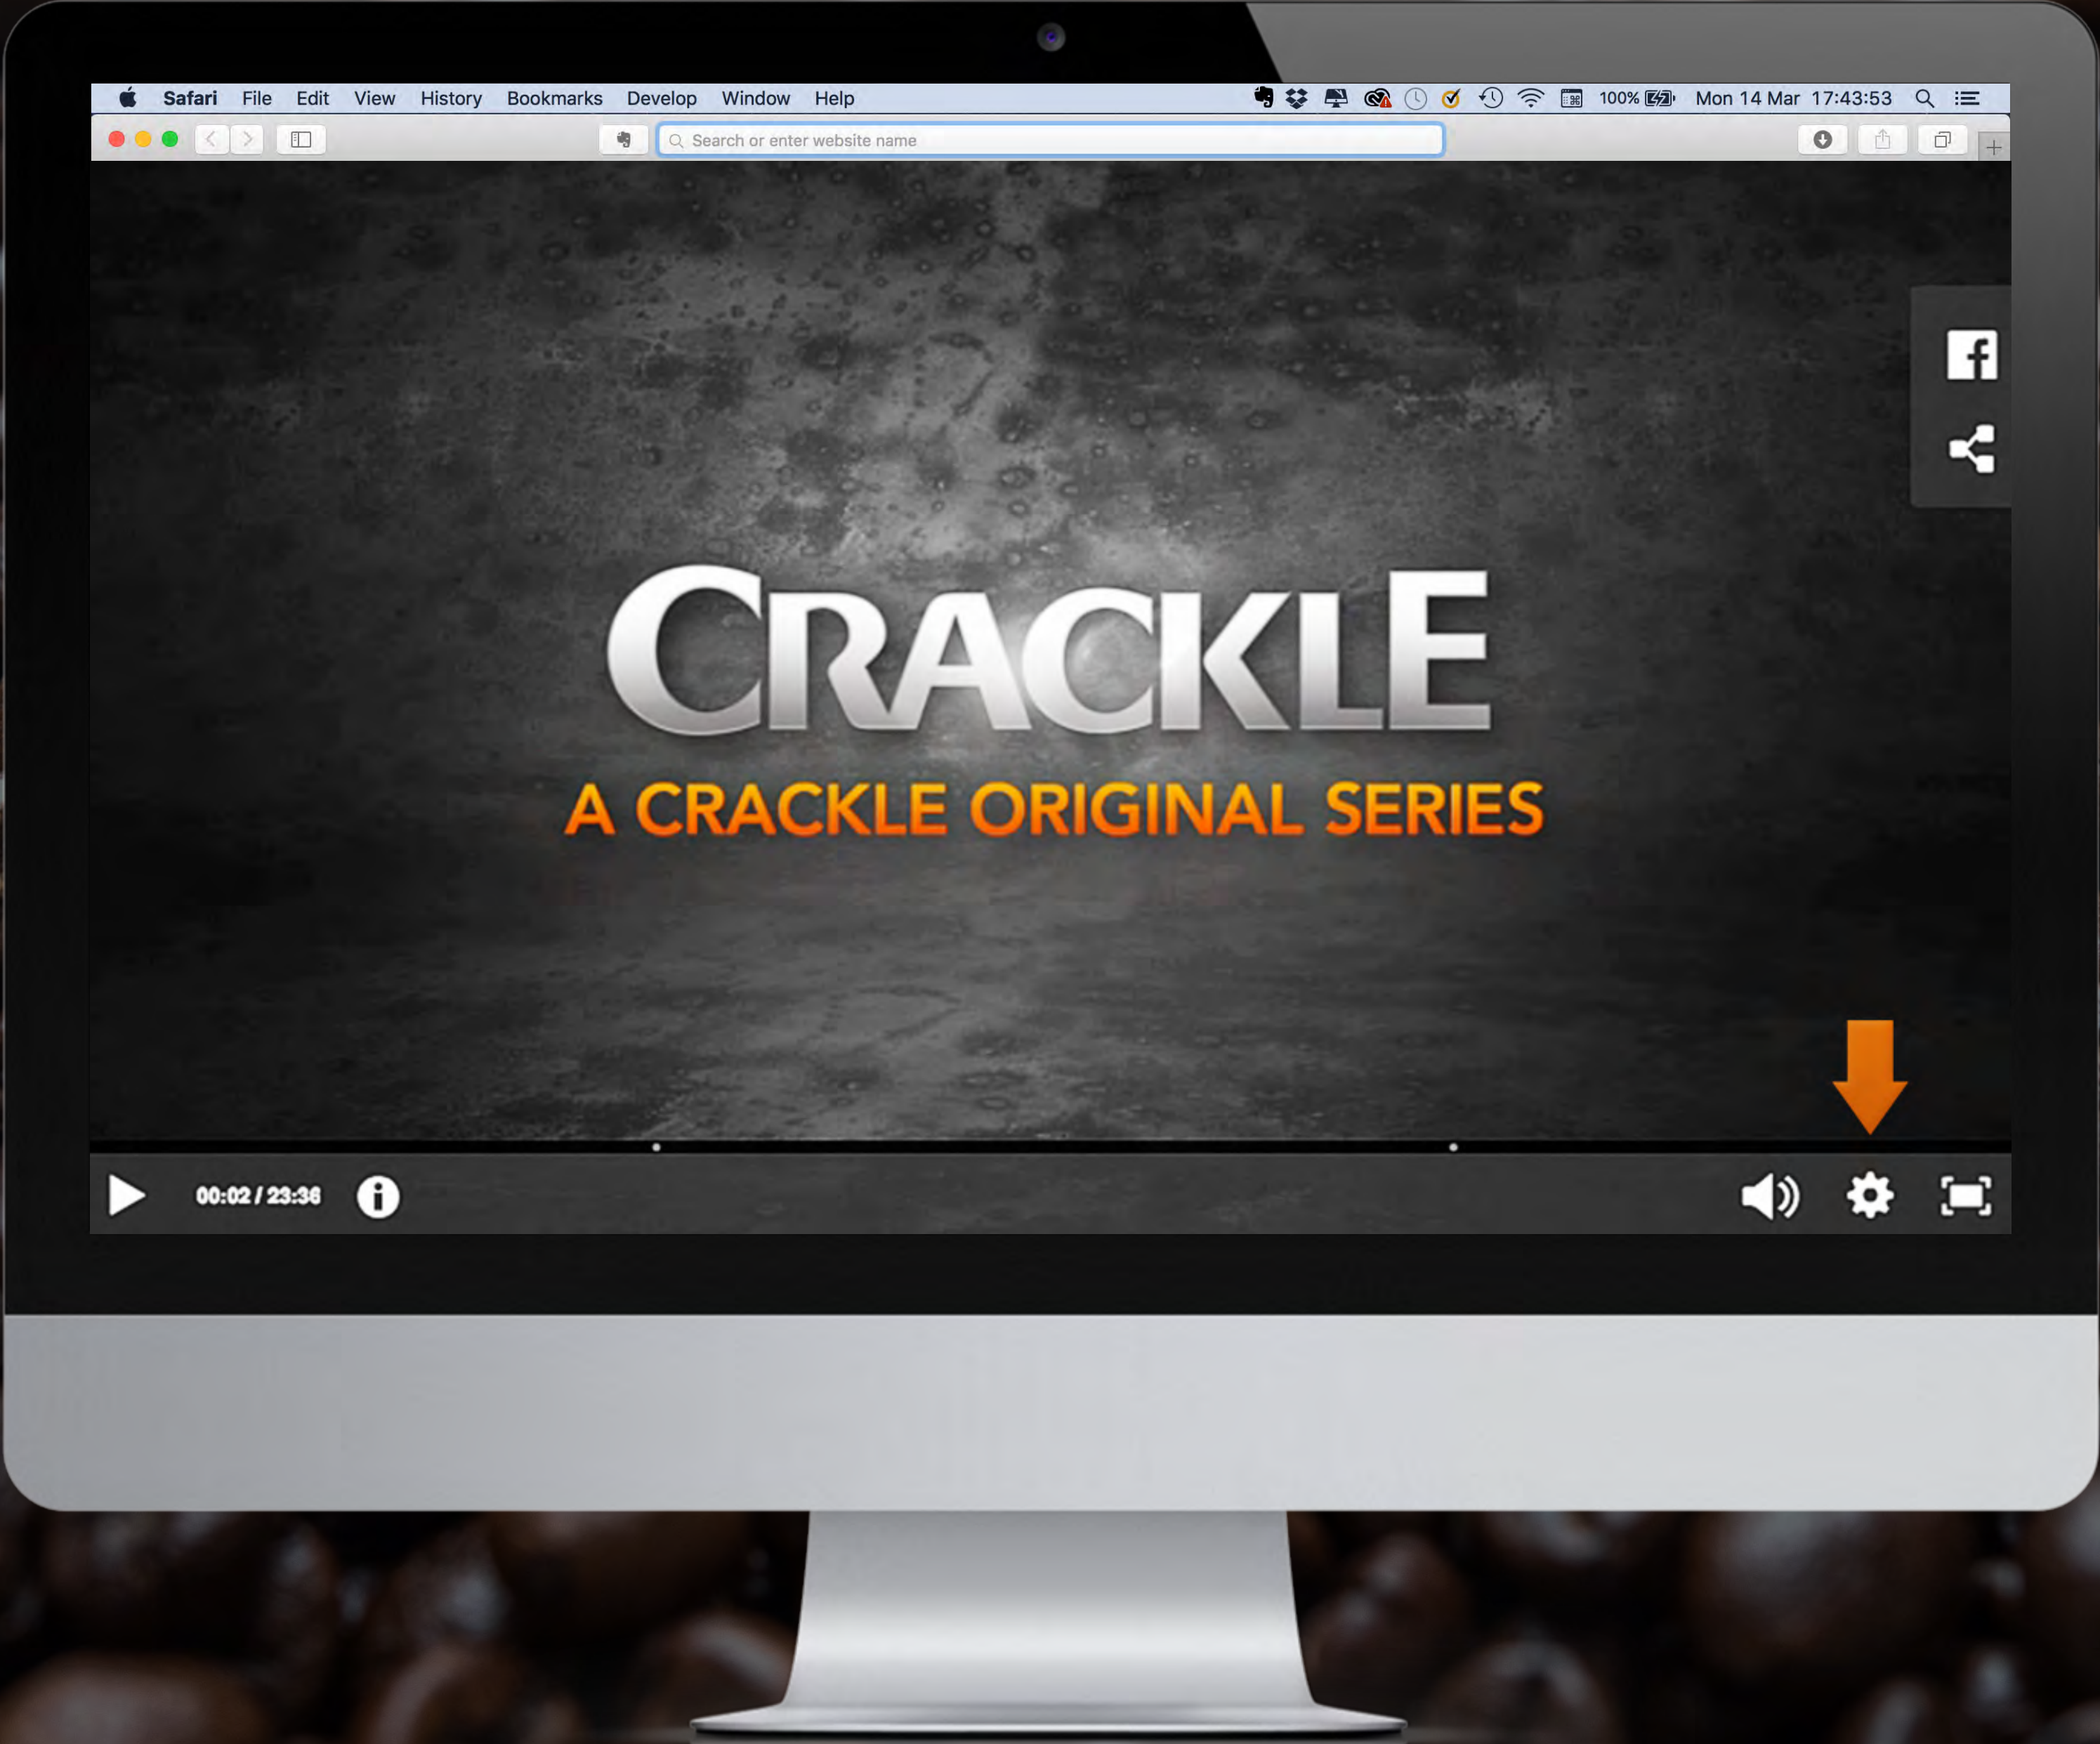 Safari File Edit View History Bookmarks Develop Window Help 100% Mon 14 Mar 17:43:53
Search or enter website name
CRACKLE
A CRACKLE ORIGINAL SERIES
00:02 / 23:36